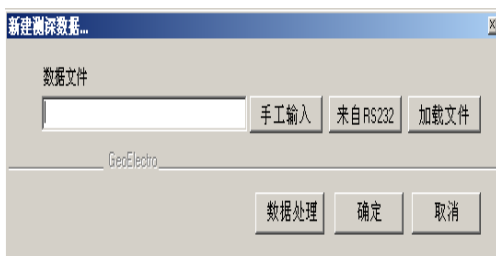 新建测深数据...
数据文件
手工输入 来自RS232 加载文件
GeoElectro
数据处理 确定 取消